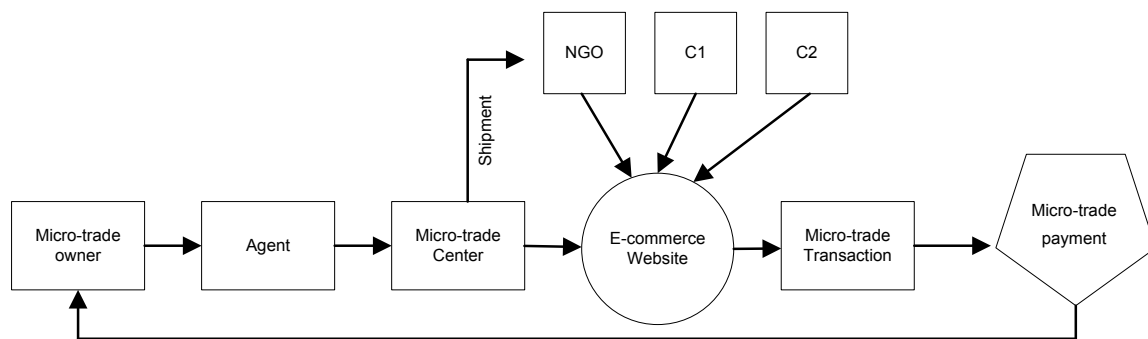 NGO
C1
C2
Shipment
Micro-trade
owner
Agent
Micro-trade
Center
E-commerce
Website
Micro-trade
Transaction
Micro-trade
payment